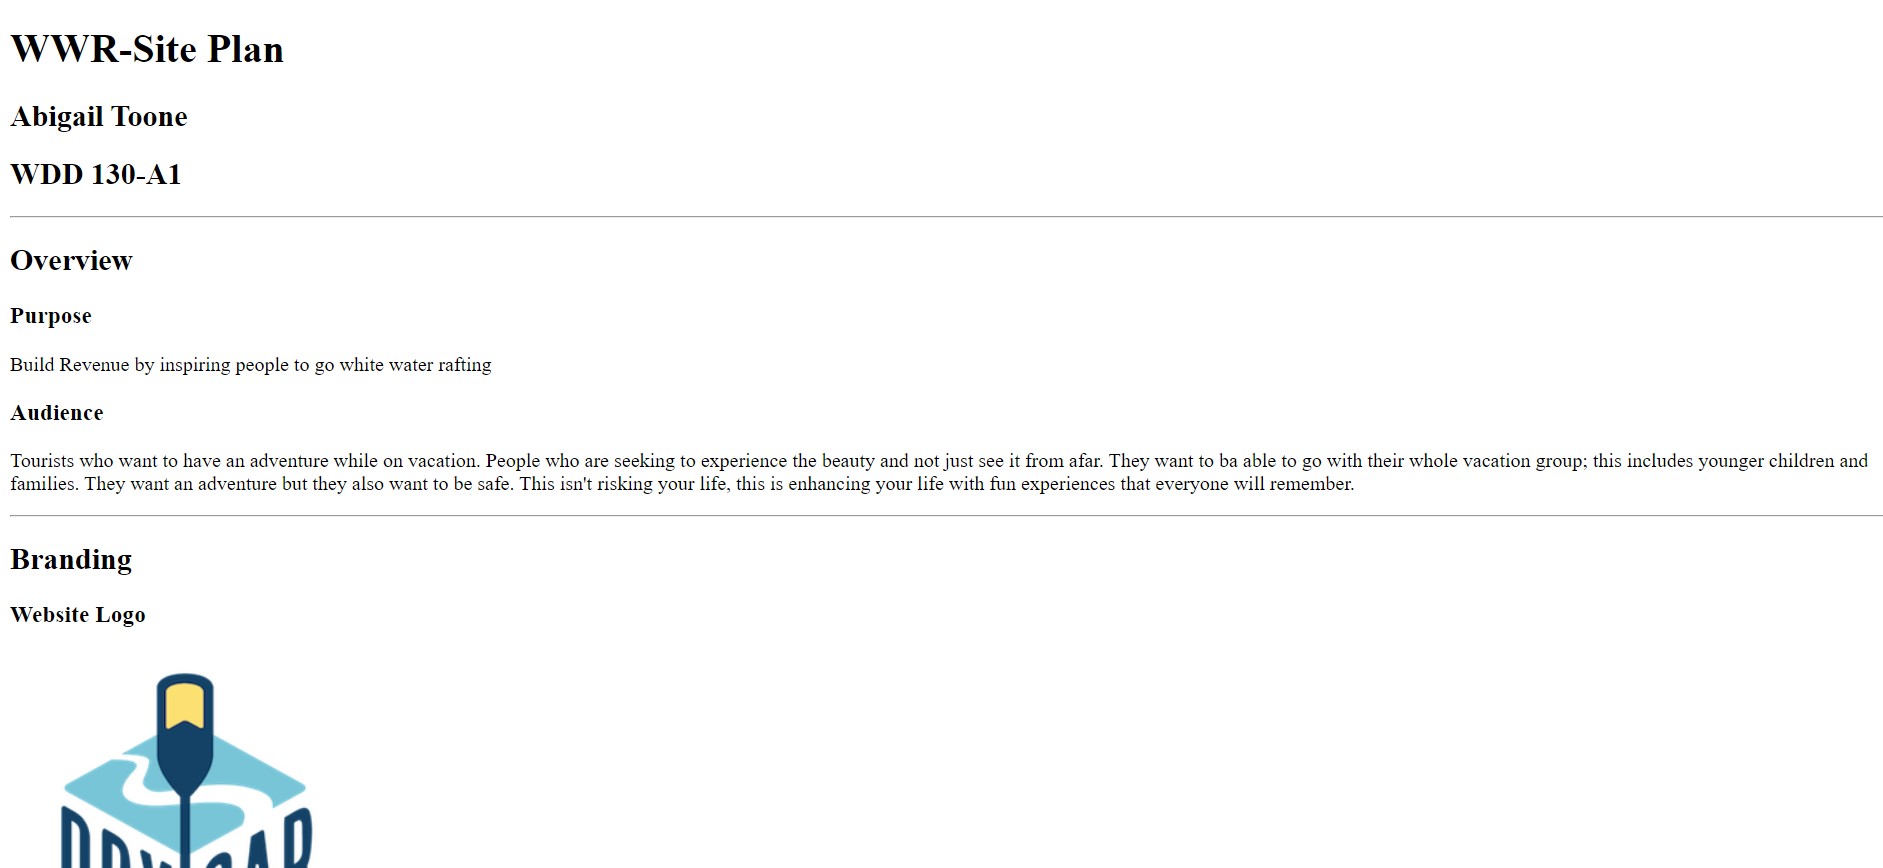 WWR-Site Plan
Abigail Toone
WDD 130-A1
Overview
Purpose
Build Revenue by inspiring people to go white water rafting
Audience
Tourists who want to have an adventure while on vacation. People who are seeking to experience the beauty and not just see it from afar. They want to ba able to go with their whole vacation group; this includes younger children and
families. They want an adventure but they also want to be safe. This isn't risking your life, this is enhancing your life with fun experiences that everyone will remember.
Branding
Website Logo